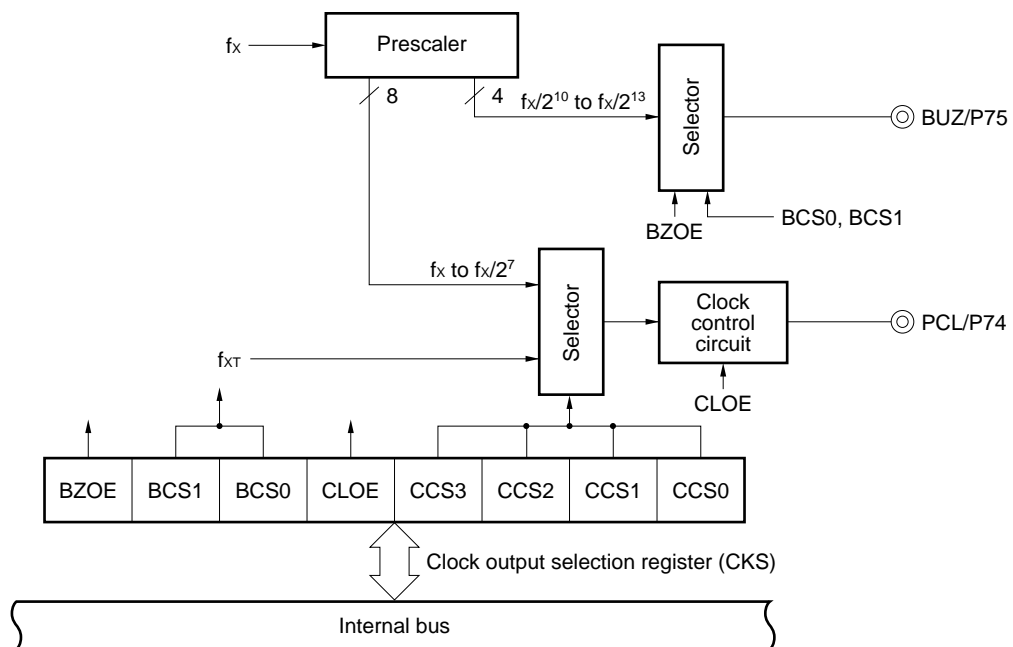 fX
Prescaler
8
4
fX/2^10 to fX/2^13
Selector
BUZ/P75
BZOE
BCS0, BCS1
fX to fX/2^7
Selector
Clock
control
circuit
PCL/P74
fXT
CLOE
BZOE BCS1 BCS0 CLOE CCS3 CCS2 CCS1 CCS0
Clock output selection register (CKS)
Internal bus